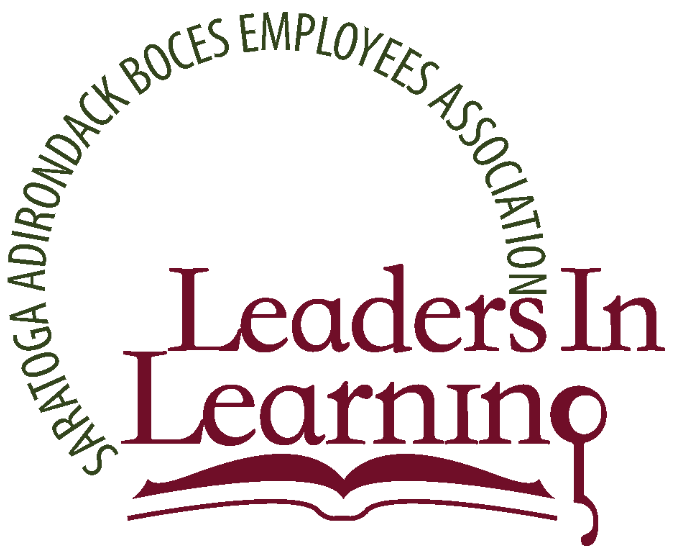 SARATOGA ADIRONDACK BOCES EMPLOYEES ASSOCIATION
Leaders In
Learning